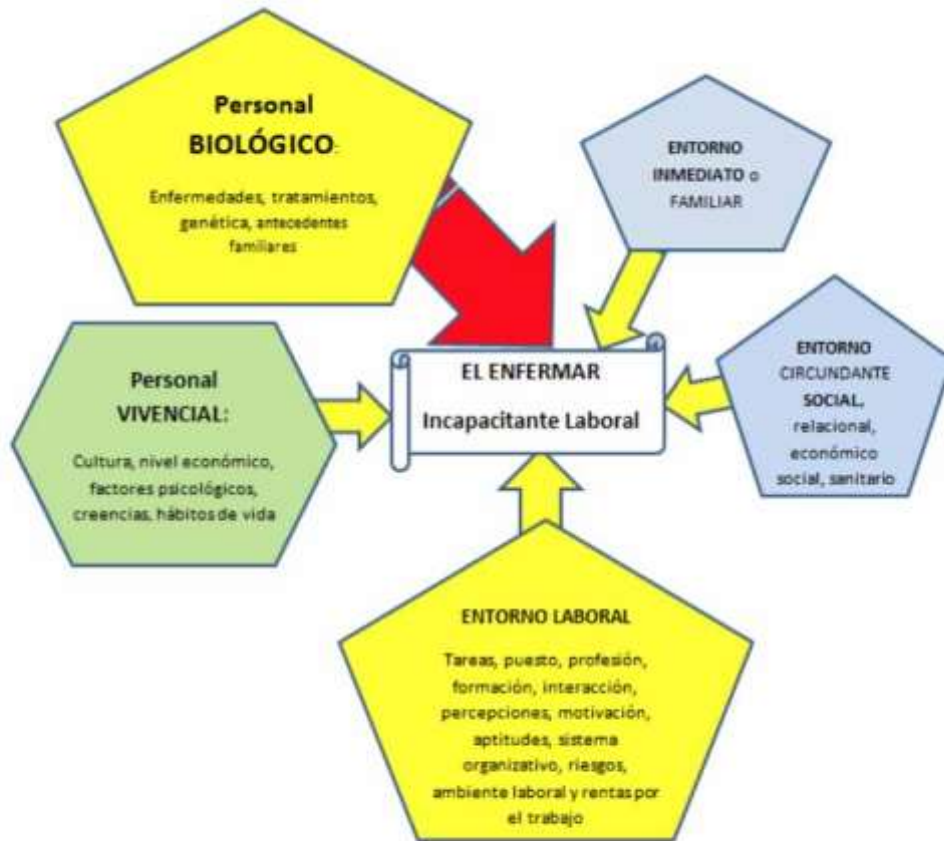 Personal
BIOLÓGICO:
Enfermedades, tratamientos,
genética, antecedentes
familiares
ENTORNO
INMEDIATO o
FAMILIAR
Personal
VIVENCIAL:
Cultura, nivel económico,
factores psicológicos,
creencias, hábitos de vida
EL ENFERMAR
Incapacitante Laboral
ENTORNO
CIRCUNDANTE
SOCIAL,
relacional,
económico
social, sanitario
ENTORNO LABORAL
Tareas, puesto, profesión,
formación, interacción,
percepciones, motivación,
aptitudes, sistema
organizativo, riesgos,
ambiente laboral y rentas por
el trabajo